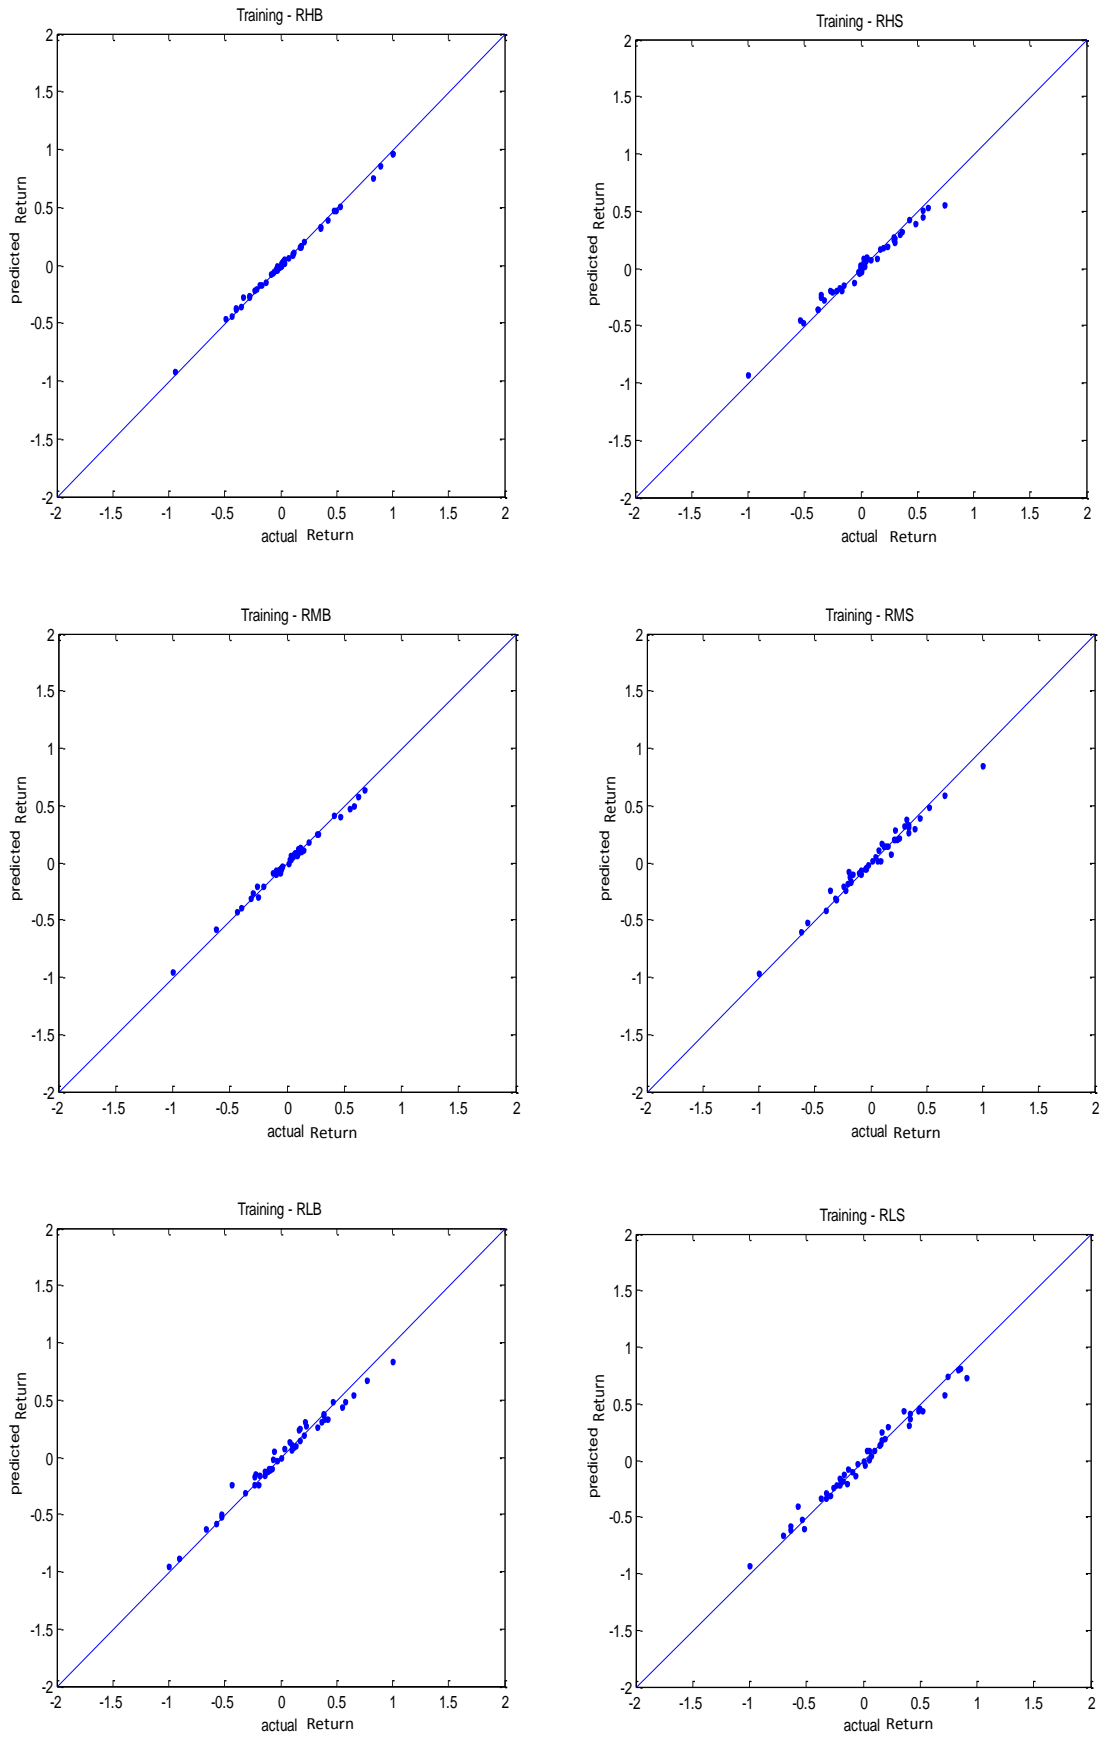 Training - RHB
2
1.5
1
0.5
0
-0.5
-1
-1.5
-2
-2 -1.5 -1 -0.5 0 0.5 1 1.5 2
predicted Return
actual Return
Training - RHS
2
1.5
1
0.5
0
-0.5
-1
-1.5
-2
-2 -1.5 -1 -0.5 0 0.5 1 1.5 2
predicted Return
actual Return
Training - RMB
2
1.5
1
0.5
0
-0.5
-1
-1.5
-2
-2 -1.5 -1 -0.5 0 0.5 1 1.5 2
predicted Return
actual Return
Training - RMS
2
1.5
1
0.5
0
-0.5
-1
-1.5
-2
-2 -1.5 -1 -0.5 0 0.5 1 1.5 2
predicted Return
actual Return
Training - RLB
2
1.5
1
0.5
0
-0.5
-1
-1.5
-2
-2 -1.5 -1 -0.5 0 0.5 1 1.5 2
predicted Return
actual Return
Training - RLS
2
1.5
1
0.5
0
-0.5
-1
-1.5
-2
-2 -1.5 -1 -0.5 0 0.5 1 1.5 2
predicted Return
actual Return